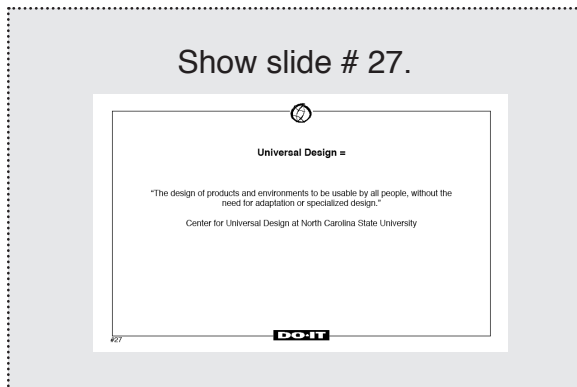 Show slide # 27.
Universal Design =
“The design of products and environments to be usable by all people, without the
need for adaptation or specialized design.”
Center for Universal Design at North Carolina State University
#27
DO-IT